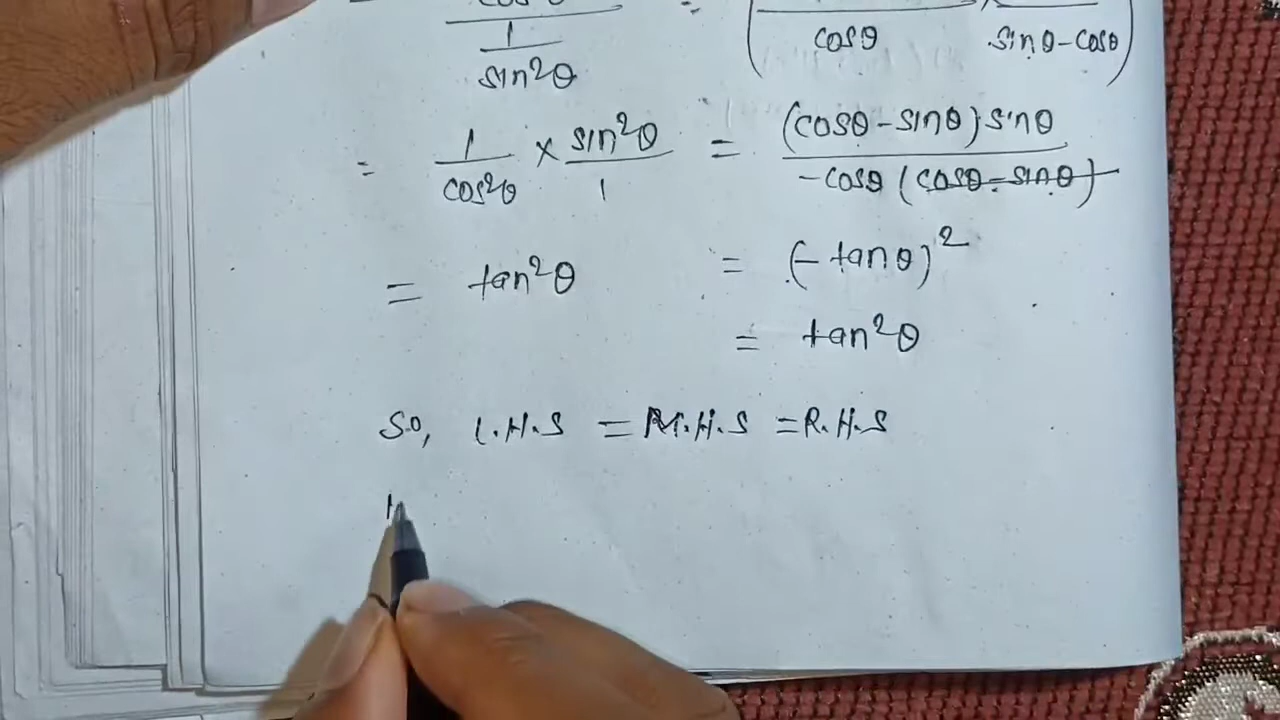 cosθ
1 / sin²θ = ( / cosθ × / sinθ-cosθ )
= 1/cos²θ × sin²θ/1 = (cosθ-sinθ) sinθ / -cosθ (cosθ-sinθ)
= tan²θ = (-tanθ)²
= tan²θ
So, L.H.S = M.H.S = R.H.S